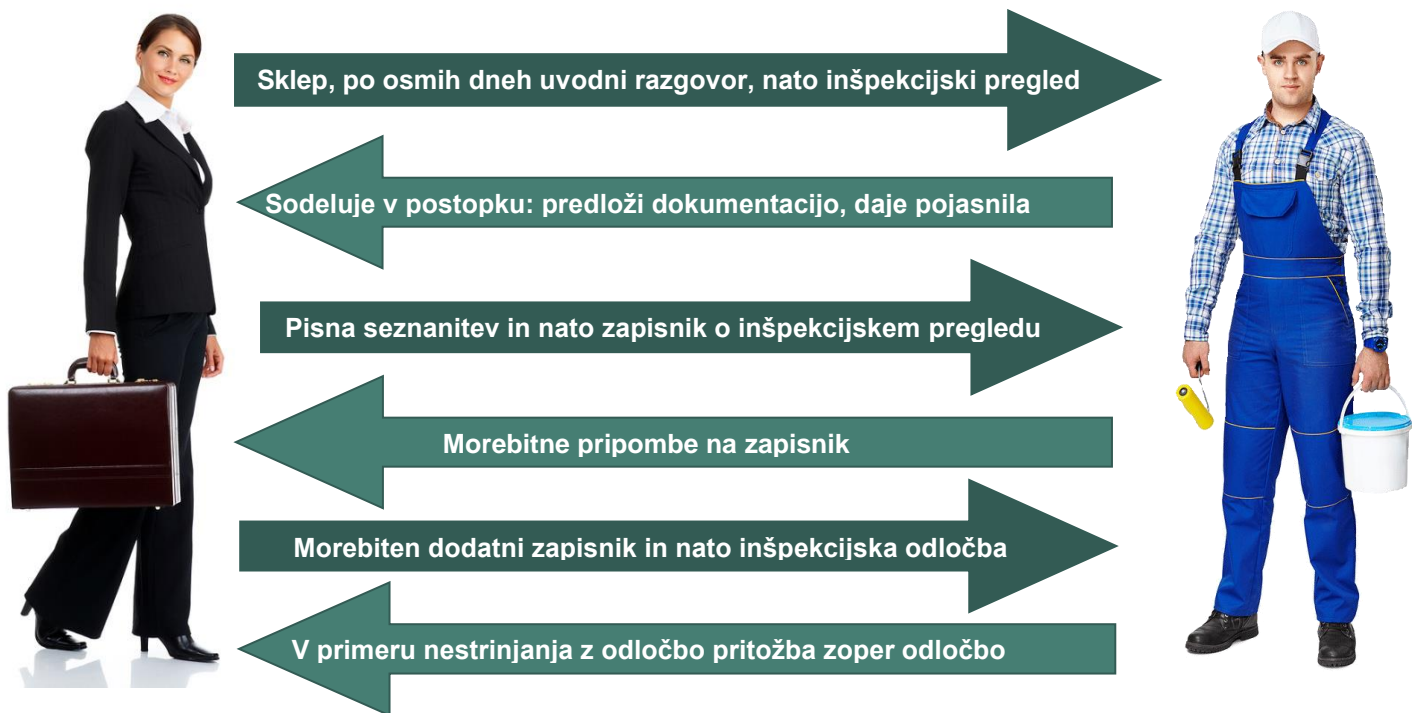 Sklep, po osmih dneh uvodni razgovor, nato inšpekcijski pregled
Sodeluje v postopku: predloži dokumentacijo, daje pojasnila
Pisna seznanitev in nato zapisnik o inšpekcijskem pregledu
Morebitne pripombe na zapisnik
Morebiten dodatni zapisnik in nato inšpekcijska odločba
V primeru nestrinjanja z odločbo pritožba zoper odločbo